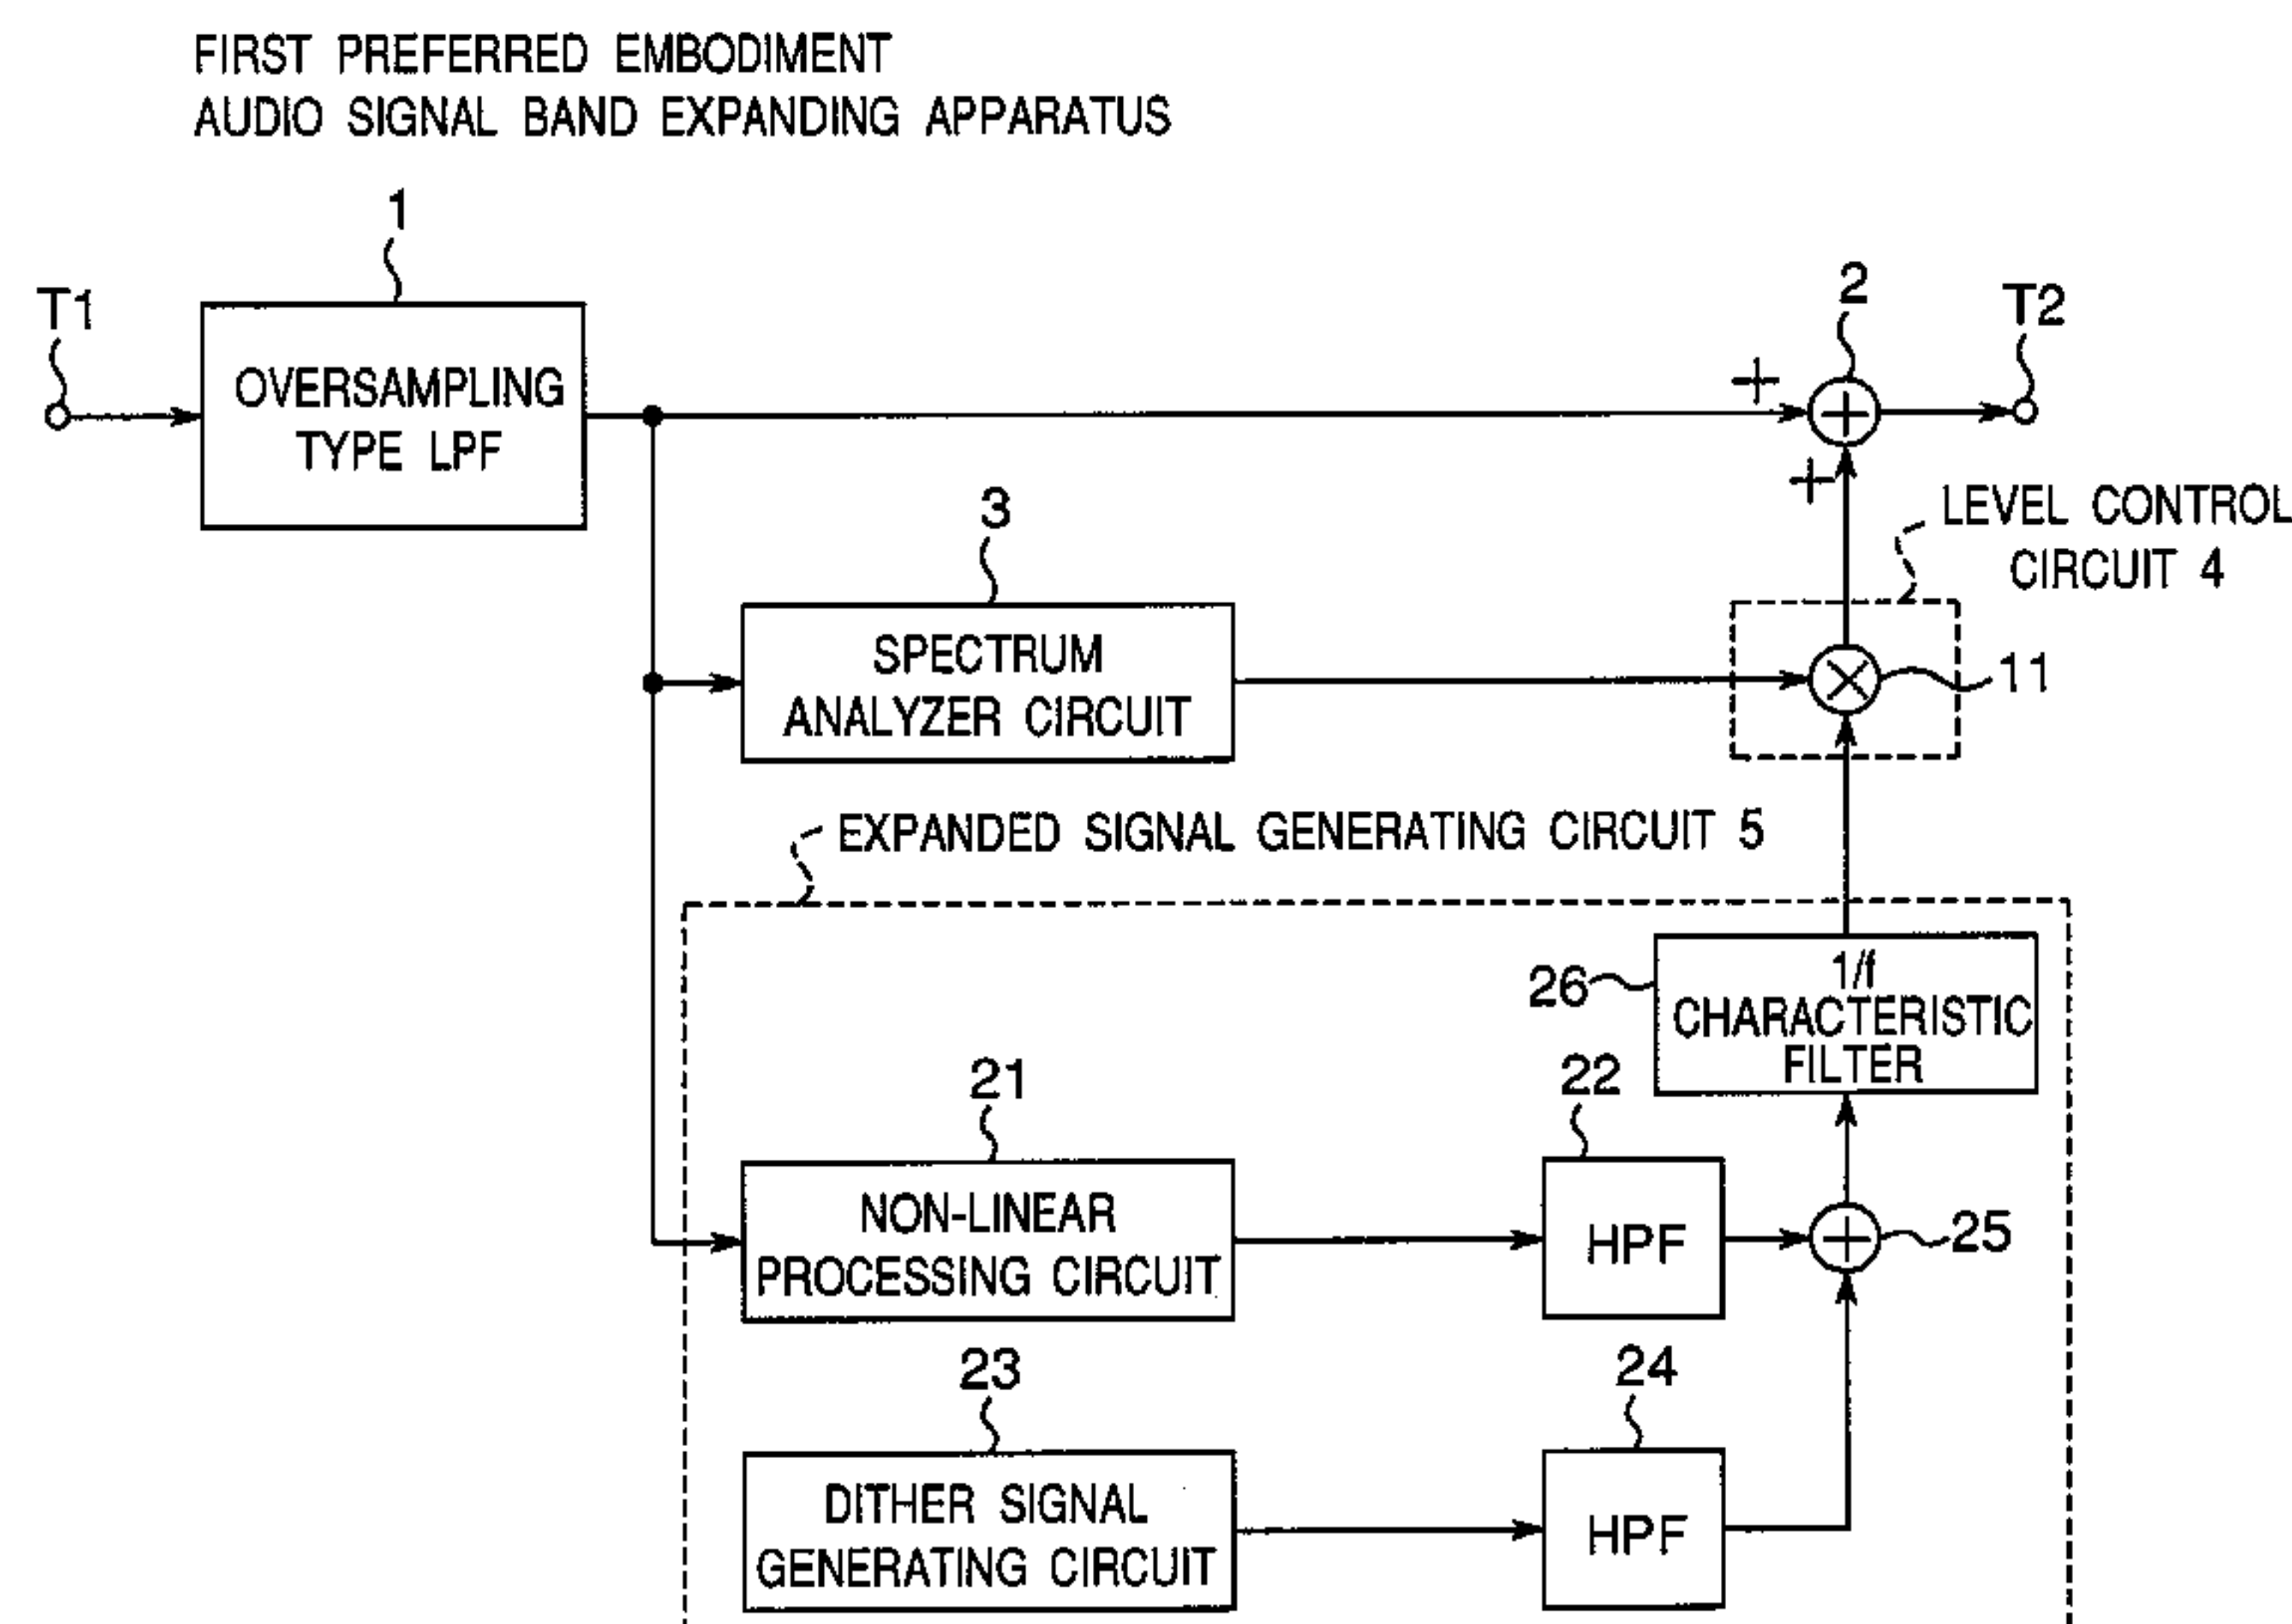 FIRST PREFERRED EMBODIMENT
AUDIO SIGNAL BAND EXPANDING APPARATUS
1
T1
OVERSAMPLING
TYPE LPF
2
T2
+
+
3
LEVEL CONTROL
CIRCUIT 4
SPECTRUM
ANALYZER CIRCUIT
11
EXPANDED SIGNAL GENERATING CIRCUIT 5
26
1/f
CHARACTERISTIC
FILTER
21
22
NON-LINEAR
PROCESSING CIRCUIT
HPF
25
23
24
DITHER SIGNAL
GENERATING CIRCUIT
HPF